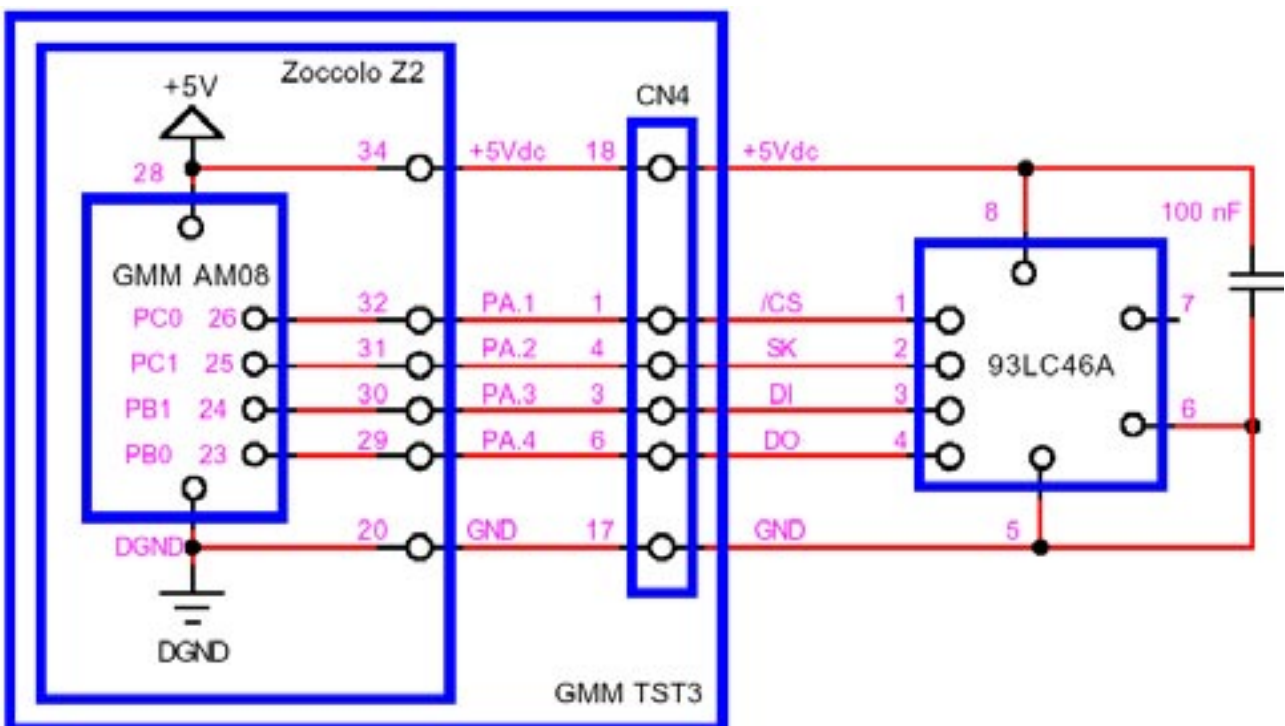 Zoccolo Z2
+5V
CN4
34 +5Vdc 18 +5Vdc
28
8 100 nF
GMM AM08
PC0 26 32 PA.1 1 /CS 1 7
PC1 25 31 PA.2 4 SK 2 93LC46A
PB1 24 30 PA.3 3 DI 3 6
PB0 23 29 PA.4 6 DO 4
DGND 20 GND 17 GND 5
DGND
GMM TST3